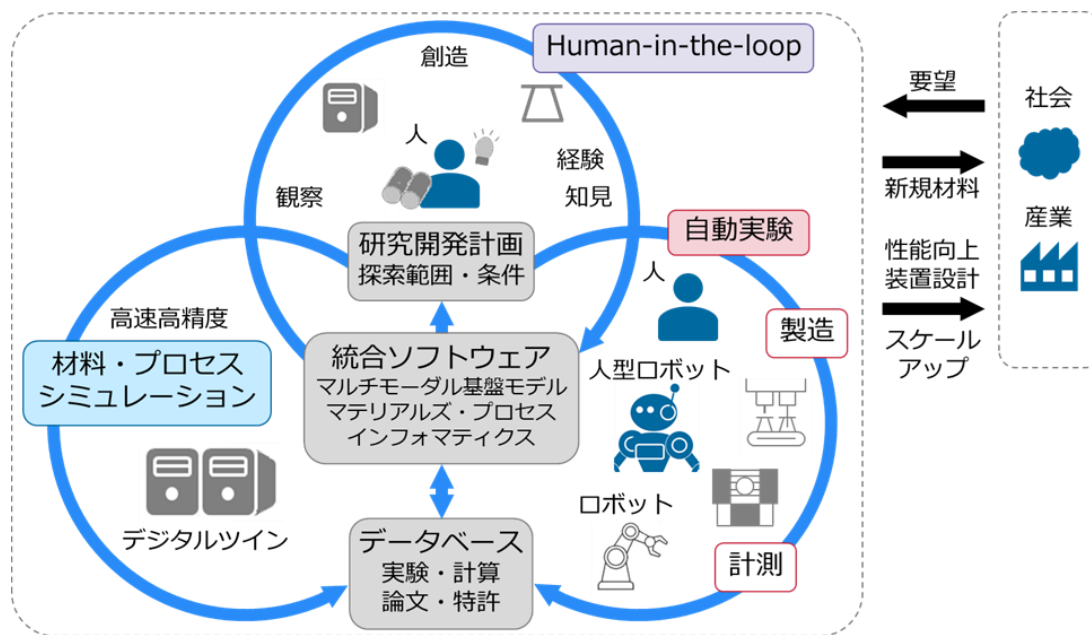 Human-in-the-loop
創造
人
観察
経験
知見
研究開発計画
探索範囲・条件
自動実験
人
高速高精度
材料・プロセス
シミュレーション
デジタルツイン
統合ソフトウェア
マルチモーダル基盤モデル
マテリアルズ・プロセス
インフォマティクス
製造
人型ロボット
ロボット
計測
データベース
実験・計算
論文・特許
要望
新規材料
性能向上
装置設計
スケール
アップ
社会
産業